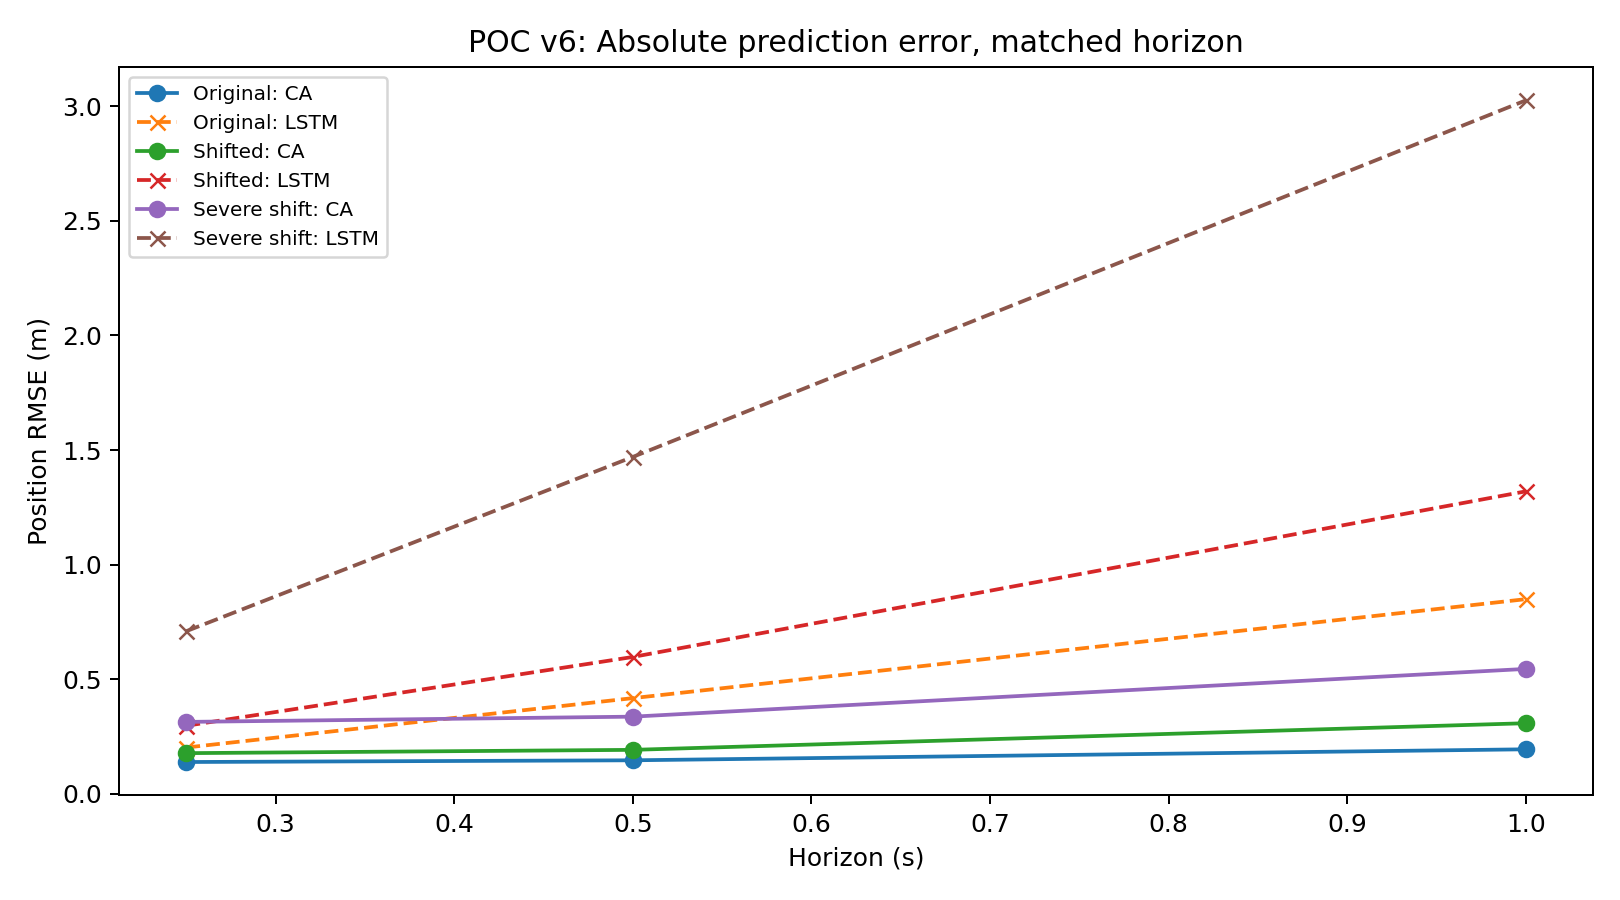 POC v6: Absolute prediction error, matched horizon
Original: CA
Original: LSTM
Shifted: CA
Shifted: LSTM
Severe shift: CA
Severe shift: LSTM
Position RMSE (m)
3.0
2.5
2.0
1.5
1.0
0.5
0.0
0.3 0.4 0.5 0.6 0.7 0.8 0.9 1.0
Horizon (s)